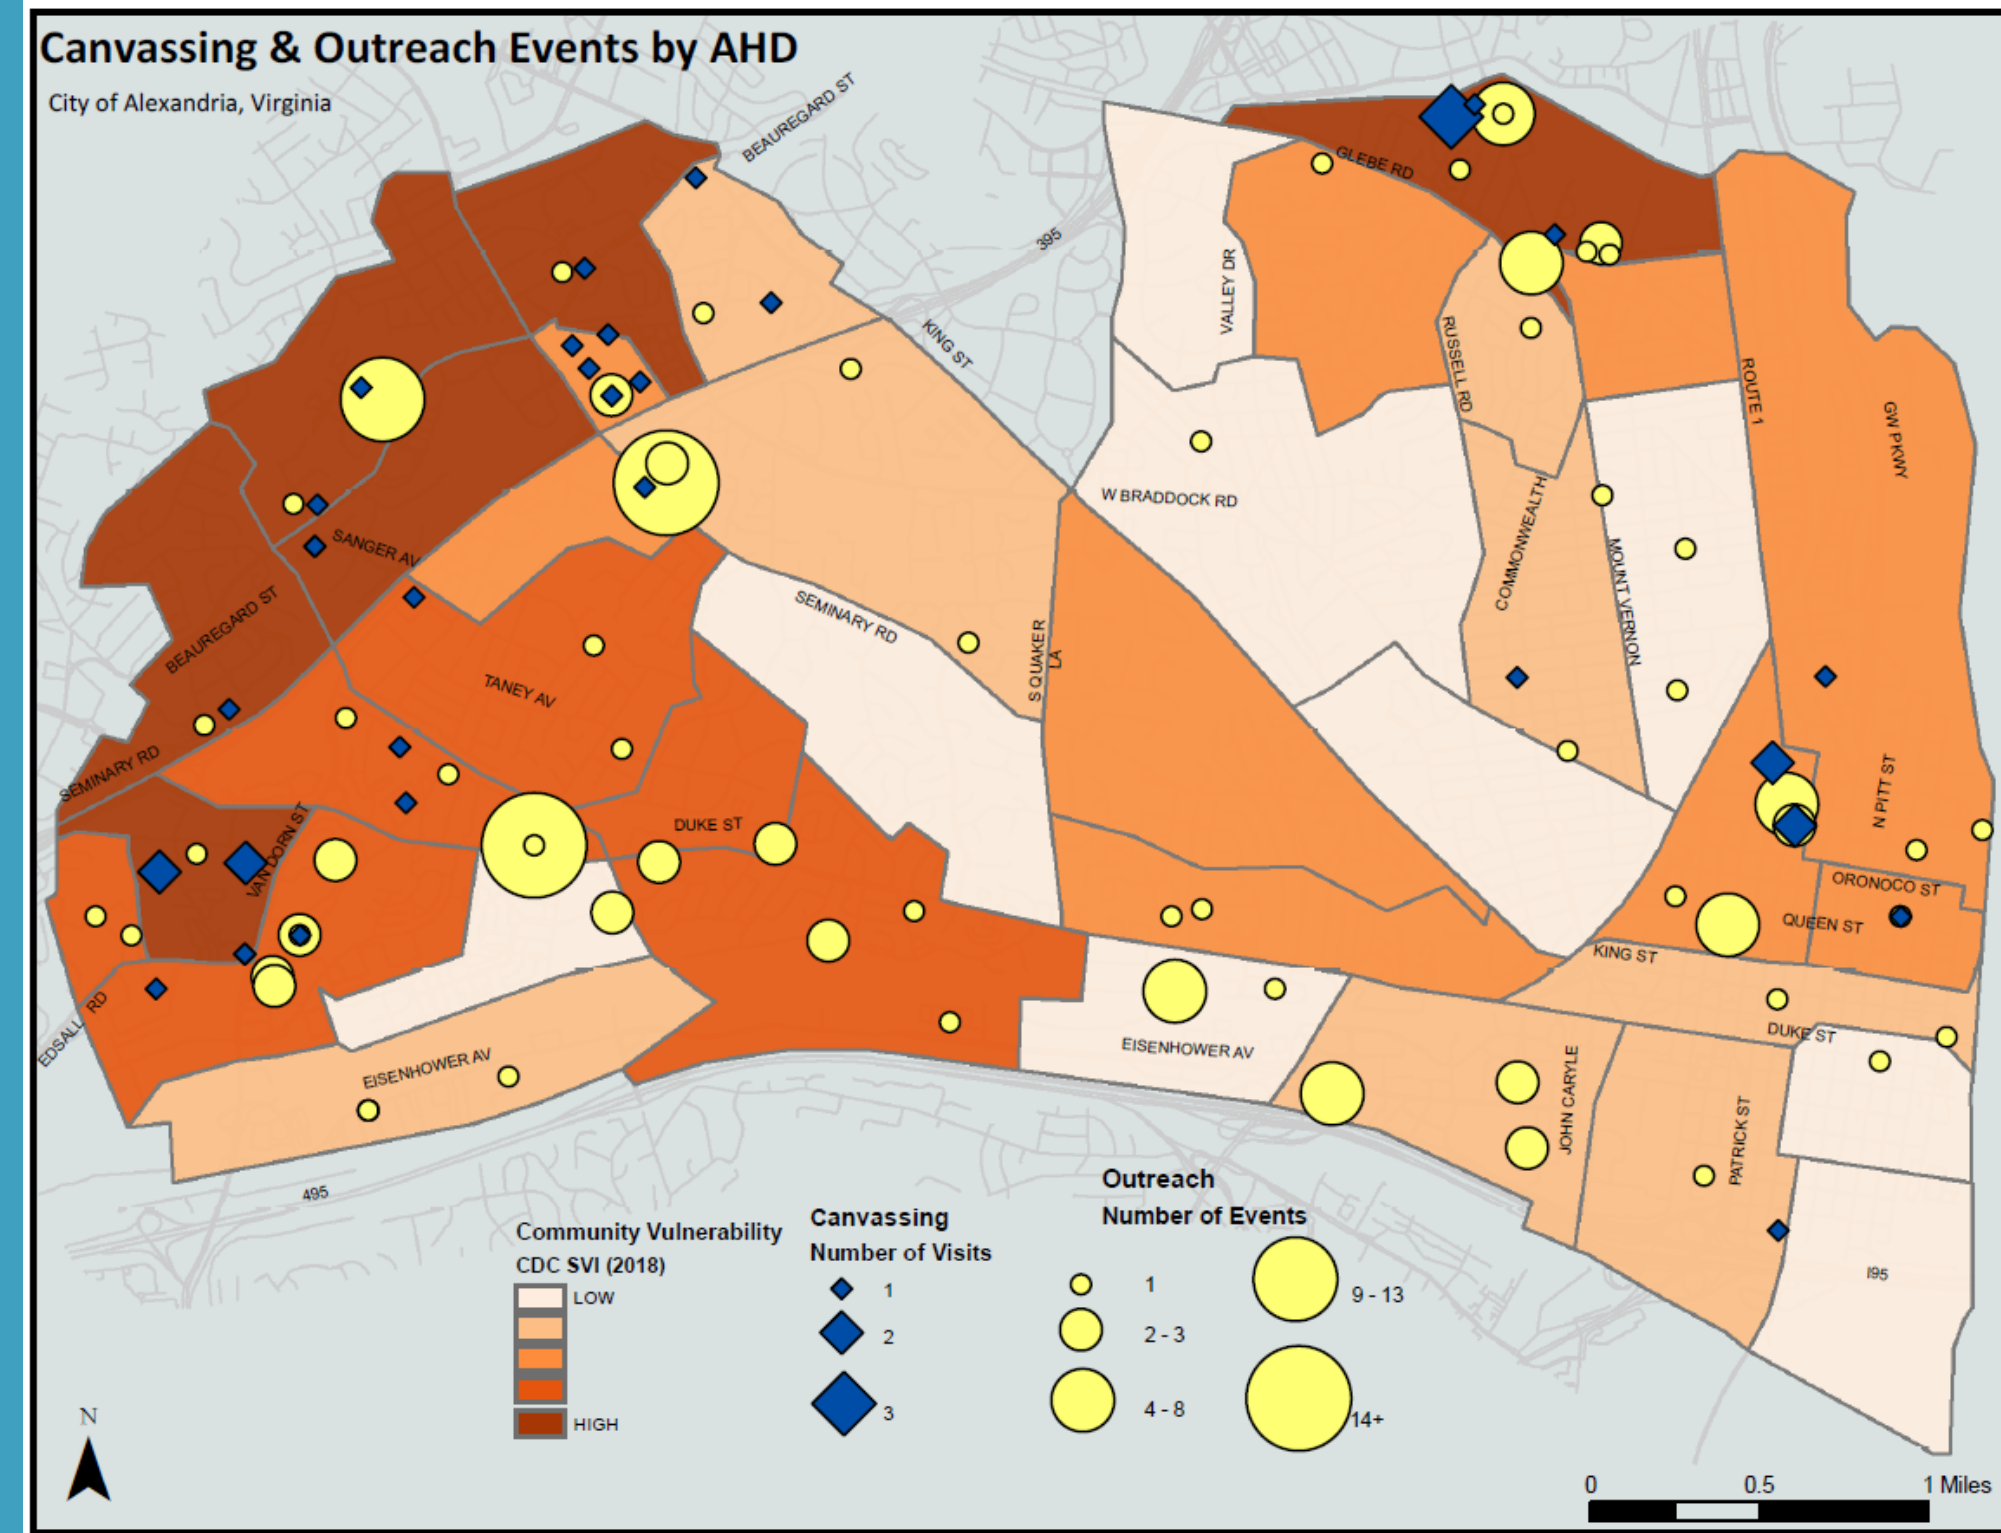 Canvassing & Outreach Events by AHD
City of Alexandria, Virginia
BEAUREGARD ST
395
KING ST
GLEBE RD
VALLEY DR
RUSSELL RD
ROUTE 1
GW PKWY
W BRADDOCK RD
COMMONWEALTH
MOUNT VERNON
SANGER AV
BEAUREGARD ST
SEMINARY RD
S QUAKER
LA
TANEY AV
SEMINARY RD
VAN DORN ST
DUKE ST
N PITT ST
ORONOCO ST
QUEEN ST
KING ST
EDSALL RD
EISENHOWER AV
EISENHOWER AV
DUKE ST
JOHN CARYLE
PATRICK ST
495
I95
Community Vulnerability
CDC SVI (2018)
LOW
HIGH
Canvassing
Number of Visits
1
2
3
Outreach
Number of Events
1
2 - 3
4 - 8
9 - 13
14+
N
0 0.5 1 Miles